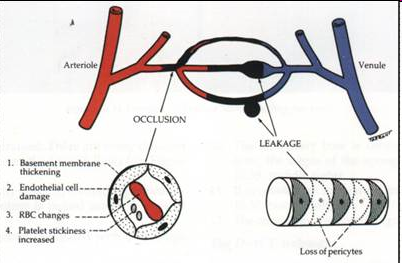 Arteriole
Venule
OCCLUSION
LEAKAGE
1. Basement membrane
thickening
2. Endothelial cell
damage
3. RBC changes
4. Platelet stickiness
increased
Loss of pericytes